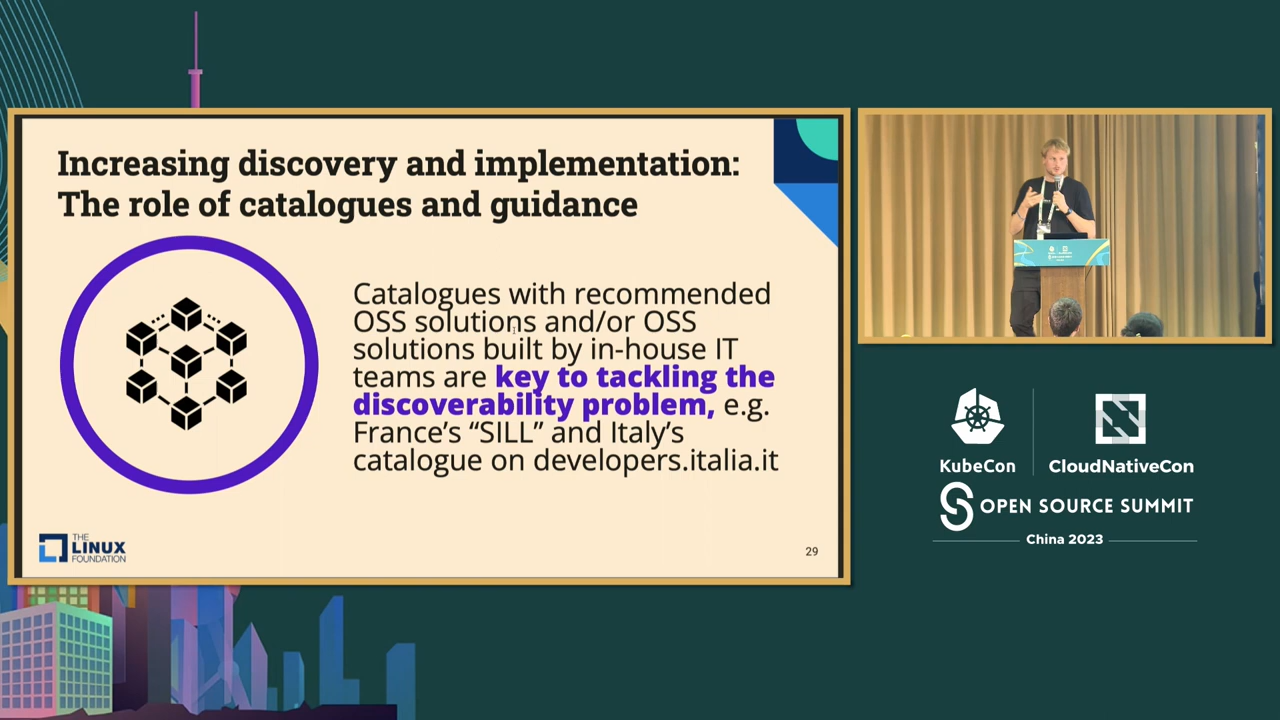 Increasing discovery and implementation:
The role of catalogues and guidance
Catalogues with recommended
OSS solutions and/or OSS
solutions built by in-house IT
teams are key to tackling the
discoverability problem, e.g.
France’s “SILL” and Italy’s
catalogue on developers.italia.it
THE
LINUX
FOUNDATION
29
KubeCon
CloudNativeCon
OPEN SOURCE SUMMIT
China 2023